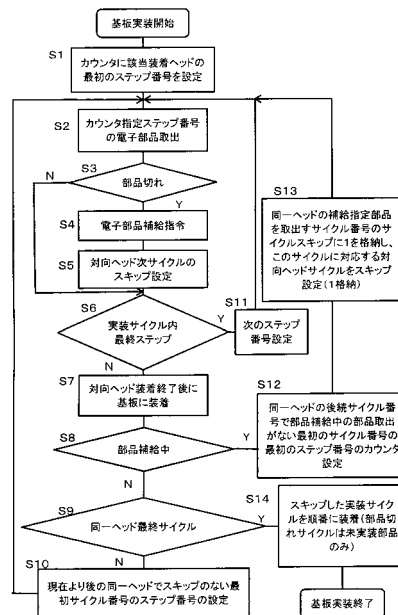 基板実装開始
S1
カウンタに該当装着ヘッドの
最初のステップ番号を設定
S2
カウンタ指定ステップ番号
の電子部品取出
S3
N
部品切れ
Y
S4
電子部品補給指令
S5
対向ヘッド次サイクルの
スキップ設定
S6
実装サイクル内
最終ステップ
Y
S11
次のステップ
番号設定
N
S13
同一ヘッドの補給指定部品
を取出すサイクル番号のサ
イクルスキップに1を格納し、
このサイクルに対応する対
向ヘッドサイクルをスキップ
設定(1格納)
S7
対向ヘッド装着終了後に
基板に装着
S12
同一ヘッドの後続サイクル番
号で部品補給中の部品取出
がない最初のサイクル番号の
最初のステップ番号のカウンタ
設定
S8
部品補給中
Y
N
S9
同一ヘッド最終サイクル
Y
S14
スキップした実装サイク
ルを順番に装着(部品切
れサイクルは未実装部品
のみ)
N
S10
現在より後の同一ヘッドでスキップのない最
初サイクル番号のステップ番号の設定
基板実装終了